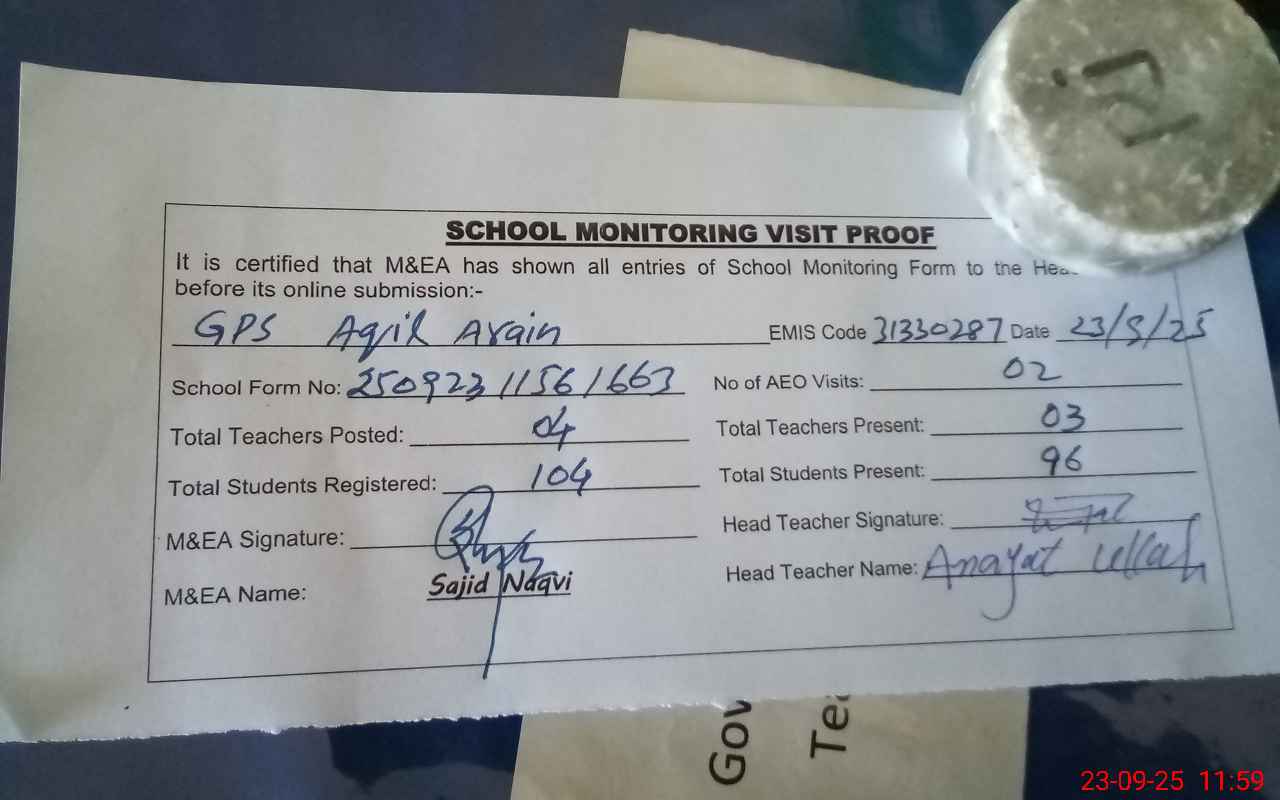 SCHOOL MONITORING VISIT PROOF
It is certified that M&EA has shown all entries of School Monitoring Form to the
before its online submission:-
GPS Aqil Arain EMIS Code 31330287 Date 23/9/25
School Form No: 25092311561663 No of AEO Visits: 02
Total Teachers Posted: 04 Total Teachers Present: 03
Total Students Registered: 104 Total Students Present: 96
M&EA Signature: Head Teacher Signature:
M&EA Name: Sajid Naqvi Head Teacher Name: Anayat Ullah
Gov
Tea
23-09-25 11:59